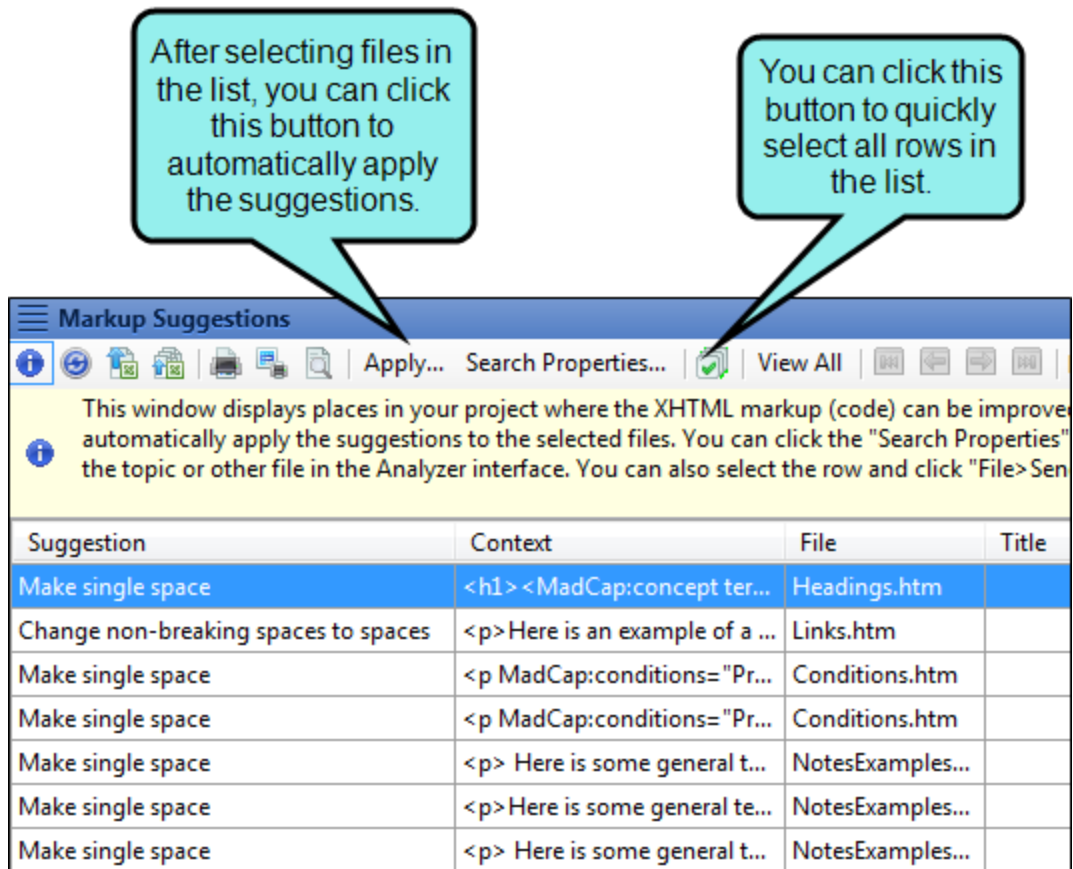 After selecting files in
the list, you can click
this button to
automatically apply
the suggestions.
You can click this
button to quickly
select all rows in
the list.
Markup Suggestions
Apply... Search Properties... View All
This window displays places in your project where the XHTML markup (code) can be improve
automatically apply the suggestions to the selected files. You can click the "Search Properties"
the topic or other file in the Analyzer interface. You can also select the row and click "File>Sen
Suggestion Context File Title
Make single space <h1><MadCap:concept ter... Headings.htm
Change non-breaking spaces to spaces <p>Here is an example of a ... Links.htm
Make single space <p MadCap:conditions="Pr... Conditions.htm
Make single space <p MadCap:conditions="Pr... Conditions.htm
Make single space <p> Here is some general t... NotesExamples...
Make single space <p>Here is some general te... NotesExamples...
Make single space <p> Here is some general t... NotesExamples...